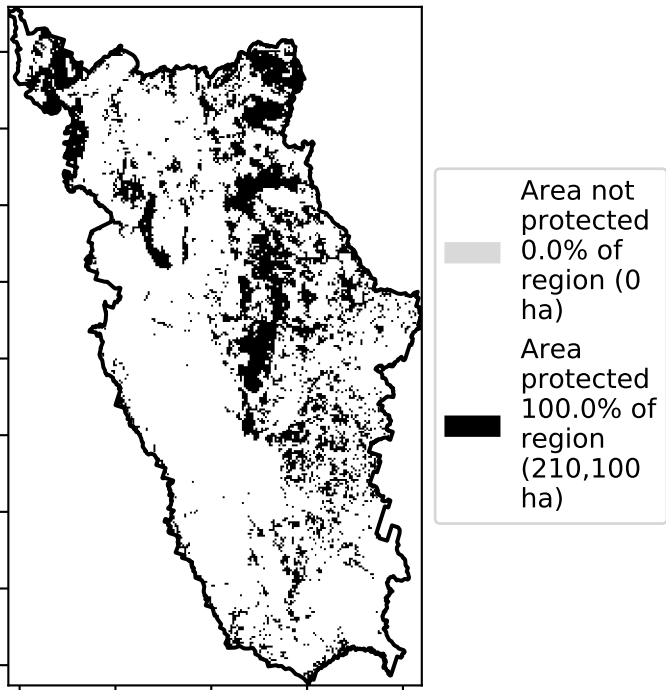 Area not
protected
0.0% of
region (0
ha)
Area
protected
100.0% of
region
(210,100
ha)